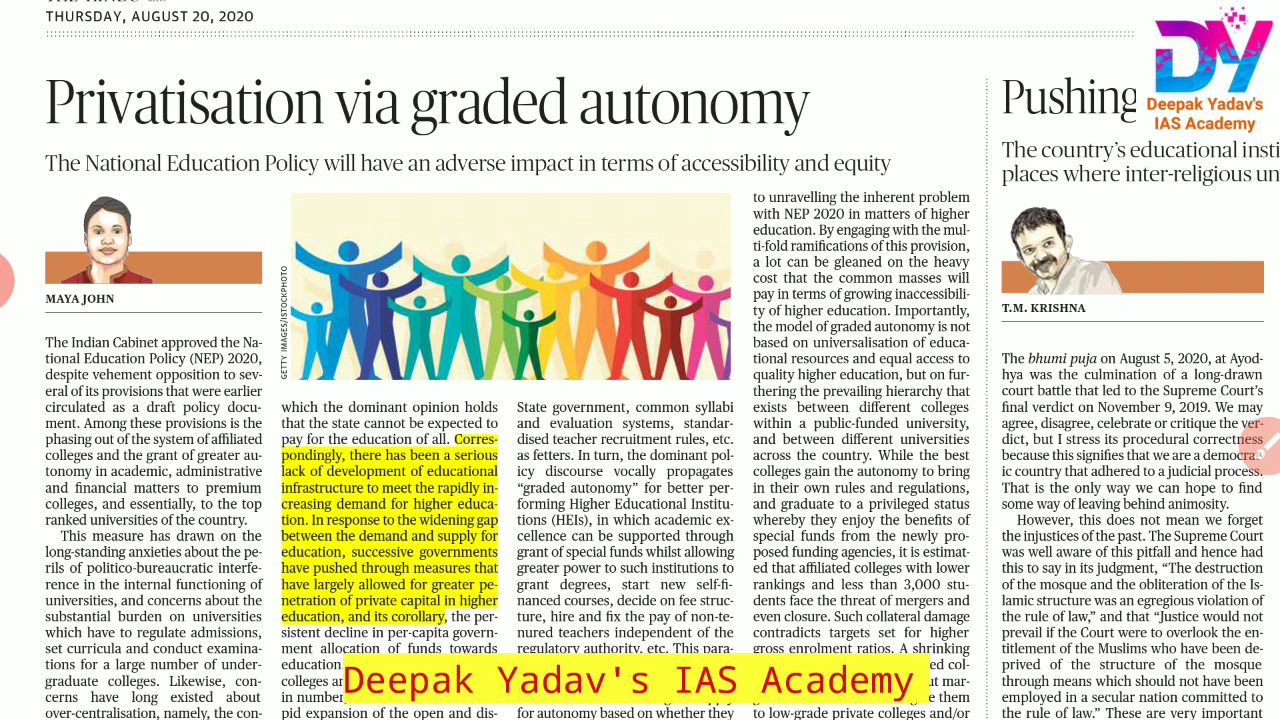 THURSDAY, AUGUST 20, 2020
DY
Deepak Yadav's
IAS Academy
Privatisation via graded autonomy
The National Education Policy will have an adverse impact in terms of accessibility and equity
MAYA JOHN
The Indian Cabinet approved the Na-
tional Education Policy (NEP) 2020,
despite vehement opposition to sev-
eral of its provisions that were earlier
circulated as a draft policy docu-
ment. Among these provisions is the
phasing out of the system of affiliated
colleges and the grant of greater au-
tonomy in academic, administrative
and financial matters to premium
colleges, and essentially, to the top
ranked universities of the country.
This measure has drawn on the
long-standing anxieties about the pe-
rils of politico-bureaucratic interfe-
rence in the internal functioning of
universities, and concerns about the
substantial burden on universities
which have to regulate admissions,
set curricula and conduct examina-
tions for a large number of under-
graduate colleges. Likewise, con-
cerns have long existed about
over-centralisation, namely, the con-
GETTY IMAGES/ISTOCKPHOTO
which the dominant opinion holds
that the state cannot be expected to
pay for the education of all. Corres-
pondingly, there has been a serious
lack of development of educational
infrastructure to meet the rapidly in-
creasing demand for higher educa-
tion. In response to the widening gap
between the demand and supply for
education, successive governments
have pushed through measures that
have largely allowed for greater pe-
netration of private capital in higher
education, and its corollary, the per-
sistent decline in per-capita govern-
ment allocation of funds towards
education
colleges
in
pid expansion of the open and dis-
State government, common syllabi
and evaluation systems, standar-
dised teacher recruitment rules, etc.
as fetters. In turn, the dominant pol-
icy discourse vocally propagates
“graded autonomy” for better per-
forming Higher Educational Institu-
tions (HEIs), in which academic ex-
cellence can be supported through
grant of special funds whilst allowing
greater power to such institutions to
grant degrees, start new self-fi-
nanced courses, decide on fee struc-
ture, hire and fix the pay of non-te-
nured teachers independent of the
regulatory authority, etc. This para-
for autonomy based on whether they
to unravelling the inherent problem
with NEP 2020 in matters of higher
education. By engaging with the mul-
ti-fold ramifications of this provision,
a lot can be gleaned on the heavy
cost that the common masses will
pay in terms of growing inaccessibili-
ty of higher education. Importantly,
the model of graded autonomy is not
based on universalisation of educa-
tional resources and equal access to
quality higher education, but on fur-
thering the prevailing hierarchy that
exists between different colleges
within a public-funded university,
and between different universities
across the country. While the best
colleges gain the autonomy to bring
in their own rules and regulations,
and graduate to a privileged status
whereby they enjoy the benefits of
special funds from the newly pro-
posed funding agencies, it is estimat-
ed that affiliated colleges with lower
rankings and less than 3,000 stu-
dents face the threat of mergers and
even closure. Such collateral damage
contradicts targets set for higher
gross enrolment ratios. A shrinking
ed col-
ut mar-
e them
to low-grade private colleges and/or
Deepak Yadav's IAS Academy
Pushing
The country’s educational insti
places where inter-religious un
T.M. KRISHNA
The bhumi puja on August 5, 2020, at Ayod-
hya was the culmination of a long-drawn
court battle that led to the Supreme Court’s
final verdict on November 9, 2019. We may
agree, disagree, celebrate or critique the ver-
dict, but I stress its procedural correctness
because this signifies that we are a democrat-
ic country that adhered to a judicial process.
That is the only way we can hope to find
some way of leaving behind animosity.
However, this does not mean we forget
the injustices of the past. The Supreme Court
was well aware of this pitfall and hence had
this to say in its judgment, “The destruction
of the mosque and the obliteration of the Is-
lamic structure was an egregious violation of
the rule of law,” and that “Justice would not
prevail if the Court were to overlook the en-
titlement of the Muslims who have been de-
prived of the structure of the mosque
through means which should not have been
employed in a secular nation committed to
the rule of law.” These are very important